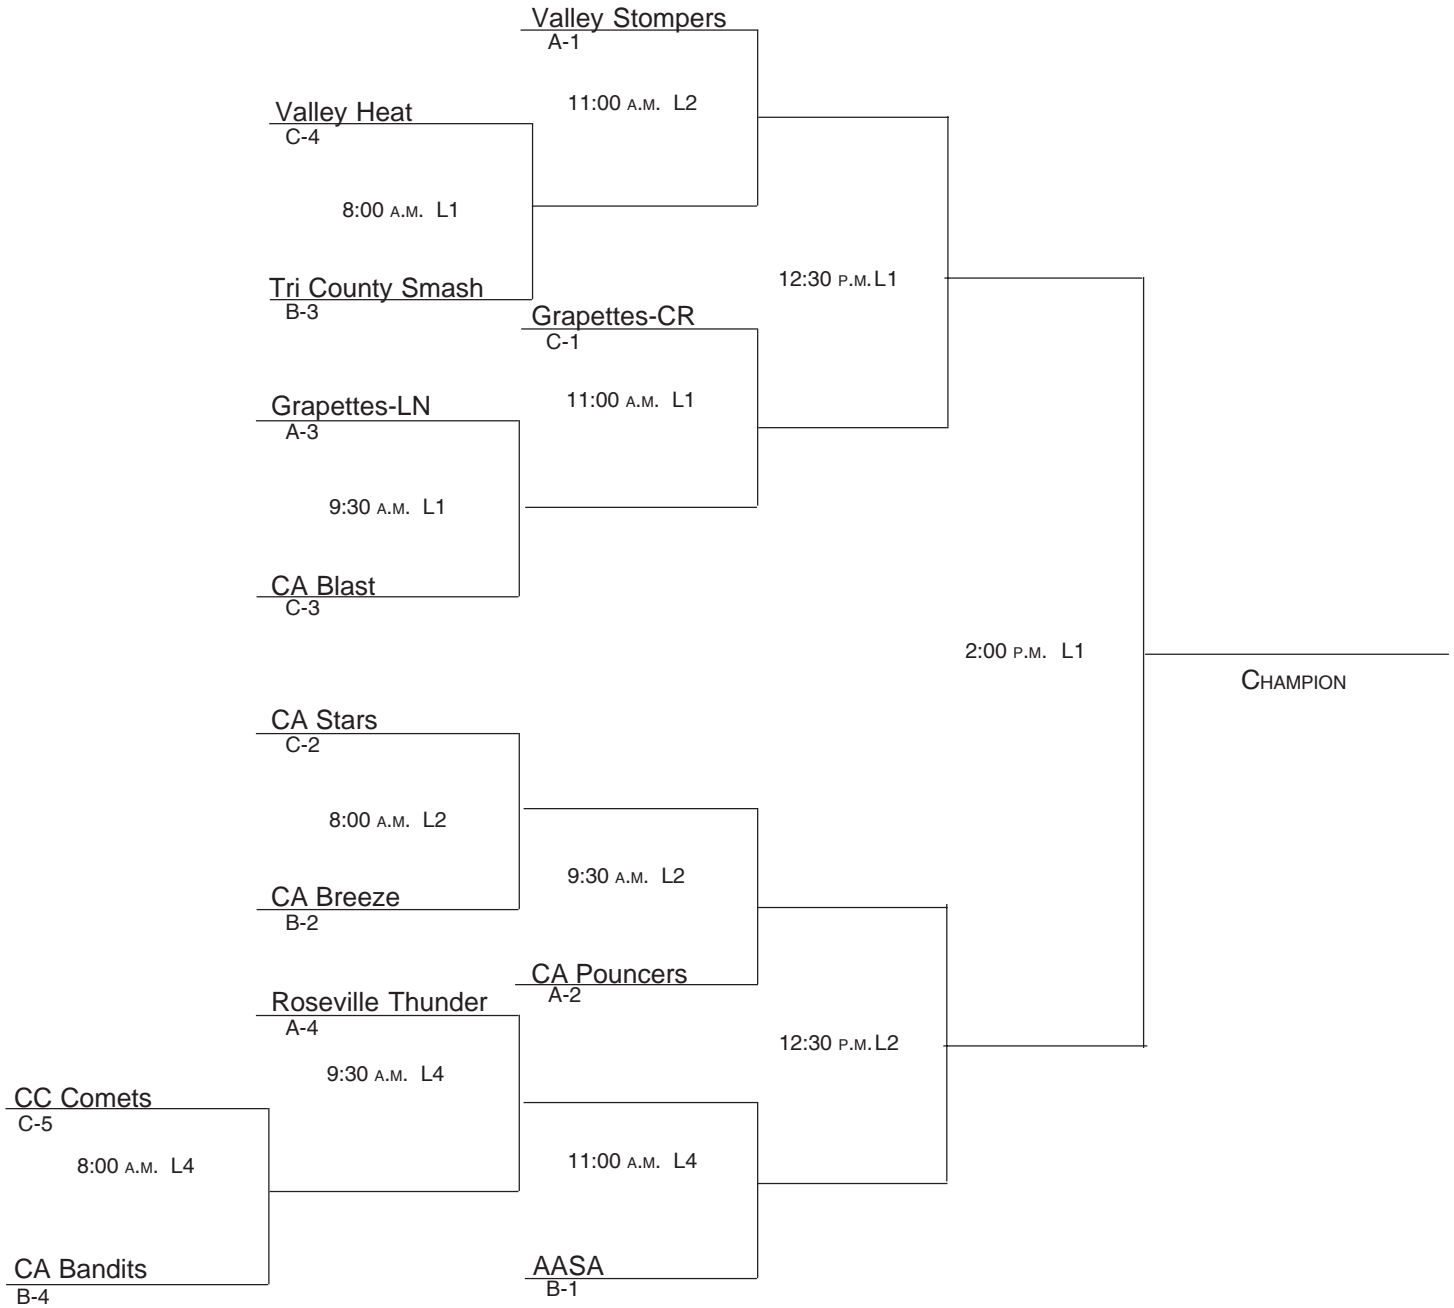 Valley Stompers
A-1
11:00 A.M. L2
Valley Heat
C-4
8:00 A.M. L1
Tri County Smash
B-3
12:30 P.M. L1
Grapettes-CR
C-1
11:00 A.M. L1
Grapettes-LN
A-3
9:30 A.M. L1
CA Blast
C-3
2:00 P.M. L1
CHAMPION
CA Stars
C-2
8:00 A.M. L2
9:30 A.M. L2
CA Breeze
B-2
CA Pouncers
A-2
Roseville Thunder
A-4
12:30 P.M. L2
9:30 A.M. L4
CC Comets
C-5
8:00 A.M. L4
11:00 A.M. L4
CA Bandits
B-4
AASA
B-1